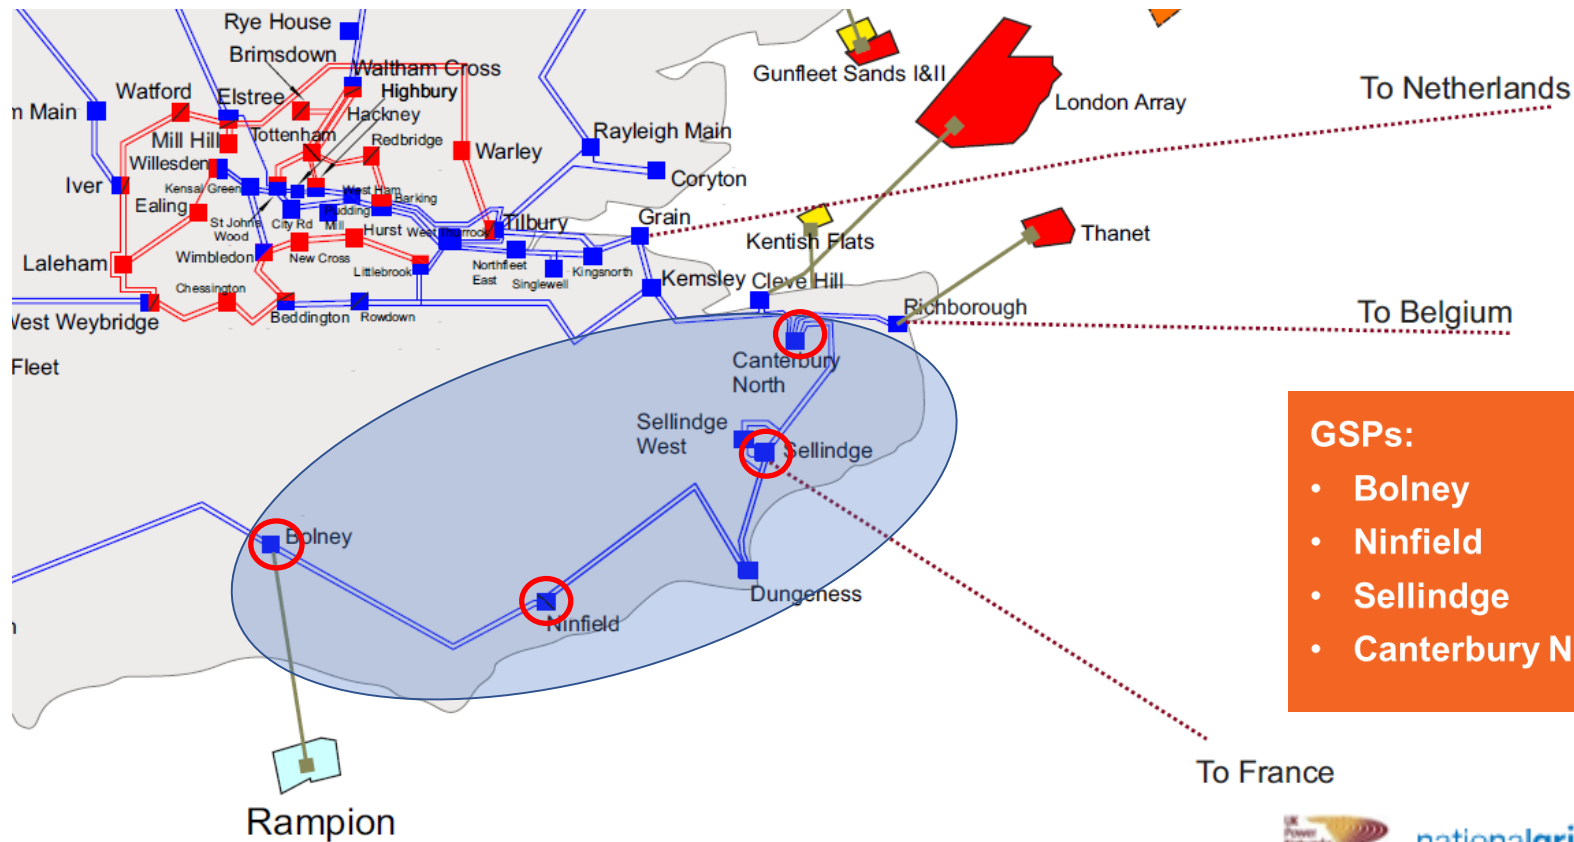 Rye House
Brimsdown
Waltham Cross
Watford
Elstree
Highbury
Hackney
m Main
Mill Hill
Tottenham
Redbridge
Willesden
Warley
Rayleigh Main
Coryton
Iver
Kensal Green
West Ham
Barking
Ealing
St Johns
Wood
City Rd
Pudding
Mill
Hurst
West Thurrock
Tilbury
Grain
Laleham
Wimbledon
New Cross
Littlebrook
Northfleet
East
Singlewell
Kingsnorth
Chessington
Kemsley
Cleve Hill
West Weybridge
Beddington
Rowdown
Richborough
Fleet
Gunfleet Sands I&II
London Array
Kentish Flats
Thanet
To Netherlands
To Belgium
Canterbury
North
Sellindge
West
Sellindge
Bolney
Ninfield
Dungeness
Rampion
To France
GSPs:
• Bolney
• Ninfield
• Sellindge
• Canterbury N
UK
Power
nationalgri